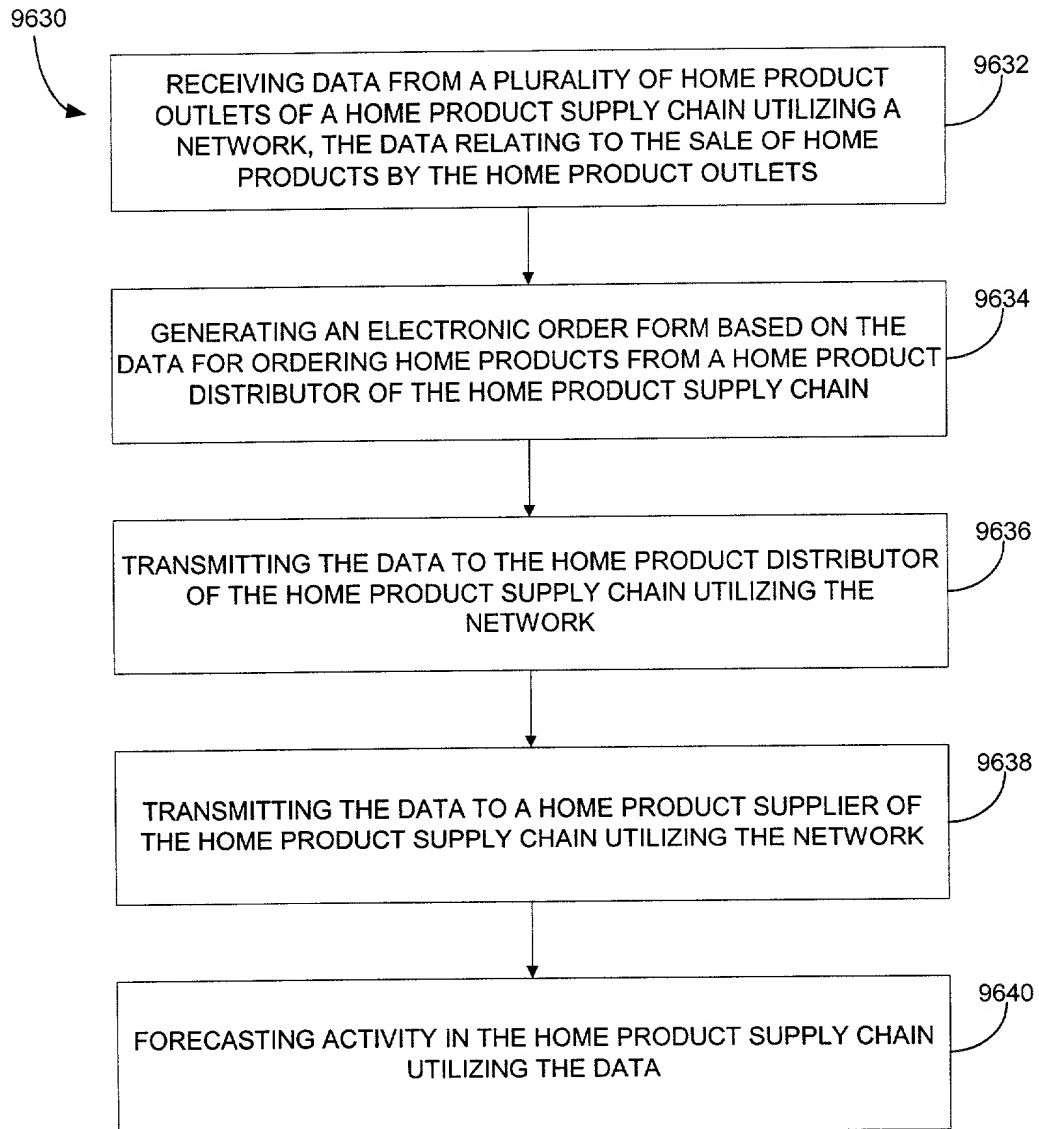 9630
9632
RECEIVING DATA FROM A PLURALITY OF HOME PRODUCT
OUTLETS OF A HOME PRODUCT SUPPLY CHAIN UTILIZING A
NETWORK, THE DATA RELATING TO THE SALE OF HOME
PRODUCTS BY THE HOME PRODUCT OUTLETS
9634
GENERATING AN ELECTRONIC ORDER FORM BASED ON THE
DATA FOR ORDERING HOME PRODUCTS FROM A HOME PRODUCT
DISTRIBUTOR OF THE HOME PRODUCT SUPPLY CHAIN
9636
TRANSMITTING THE DATA TO THE HOME PRODUCT DISTRIBUTOR
OF THE HOME PRODUCT SUPPLY CHAIN UTILIZING THE
NETWORK
9638
TRANSMITTING THE DATA TO A HOME PRODUCT SUPPLIER OF
THE HOME PRODUCT SUPPLY CHAIN UTILIZING THE NETWORK
9640
FORECASTING ACTIVITY IN THE HOME PRODUCT SUPPLY CHAIN
UTILIZING THE DATA